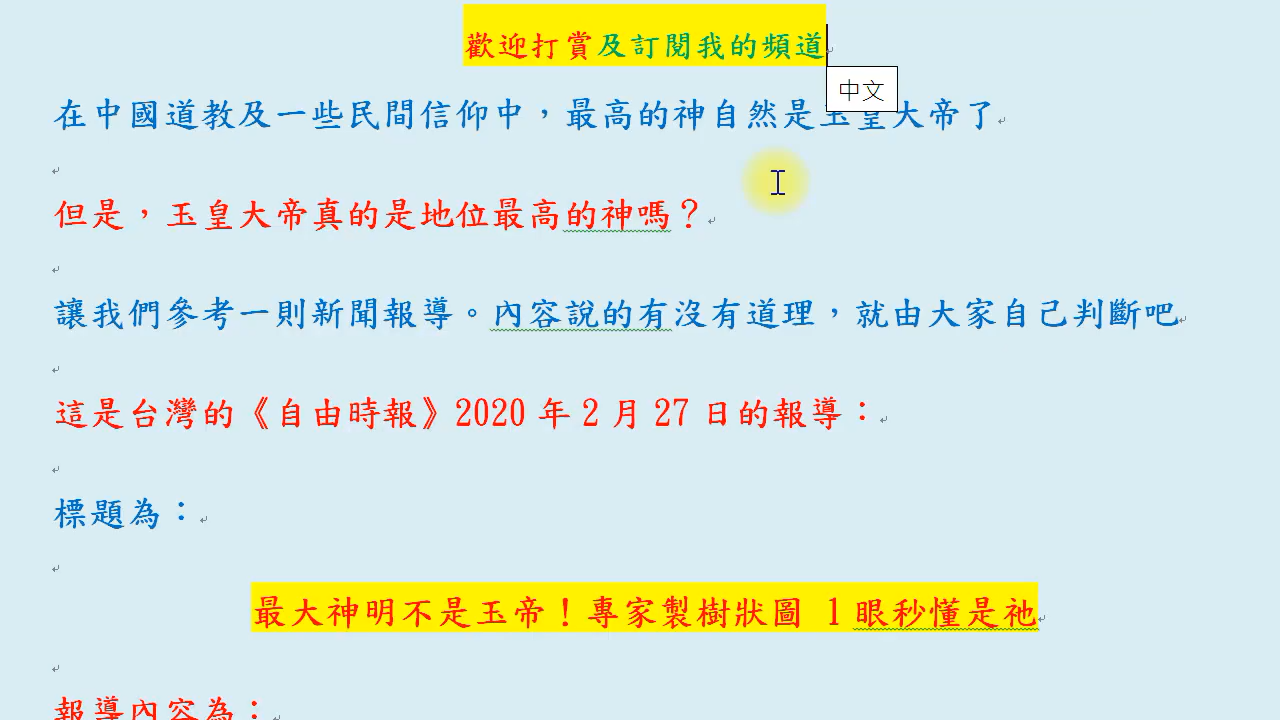 歡迎打賞及訂閱我的頻道
中文
在中國道教及一些民間信仰中，最高的神自然是玉皇大帝了
但是，玉皇大帝真的是地位最高的神嗎？
讓我們參考一則新聞報導。內容說的有沒有道理，就由大家自己判斷吧
這是台灣的《自由時報》2020 年 2 月 27 日的報導：
標題為：
最大神明不是玉帝！專家製樹狀圖 1 眼秒懂是祂
報導內容為：